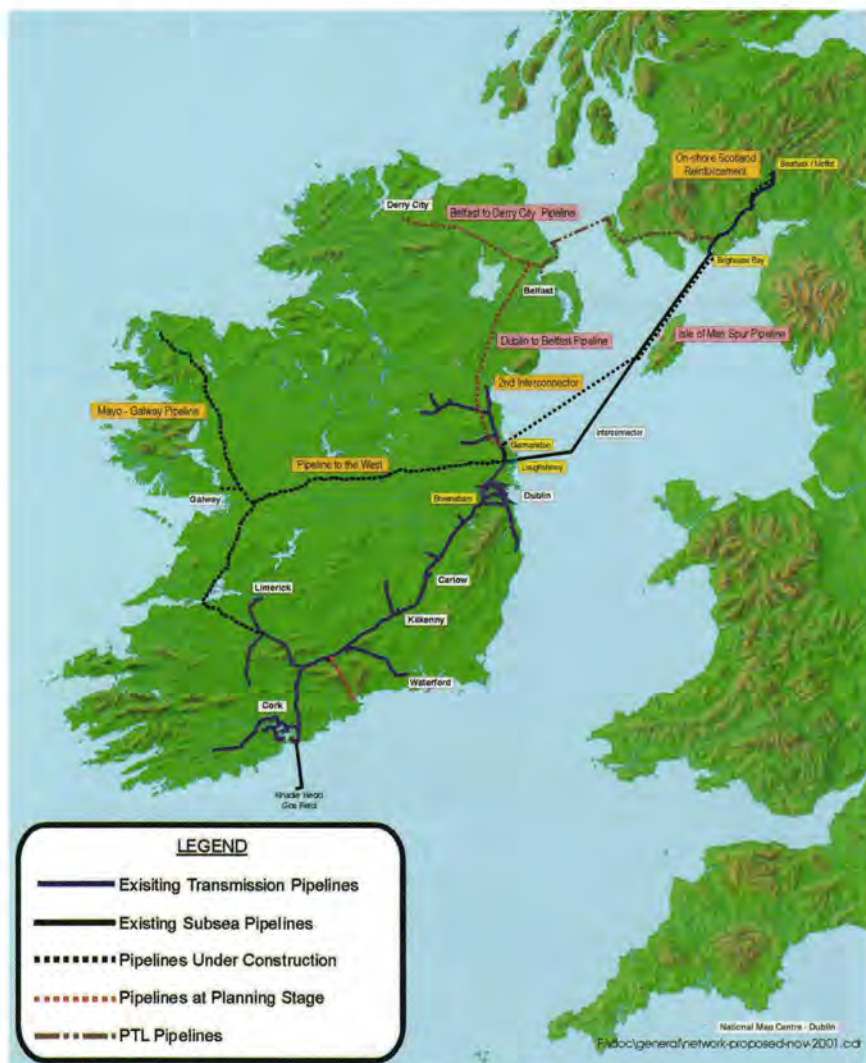 On-shore Scotland
Reinforcement
Beattock / Moffat
Derry City
Belfast to Derry City Pipeline
Brighouse Bay
Belfast
Isle of Man Spur Pipeline
Dublin to Belfast Pipeline
2nd Interconnector
Mayo - Galway Pipeline
Interconnector
Gormanston
Pipeline to the West
Loughshinny
Galway
Dublin
Limerick
Carlow
Kilkenny
Waterford
Cork
Kinsale Head
Gas Field
LEGEND
Exisiting Transmission Pipelines
Existing Subsea Pipelines
Pipelines Under Construction
Pipelines at Planning Stage
PTL Pipelines
National Map Centre - Dublin
F:\doc\general\network-proposed-nov-2001.cdr